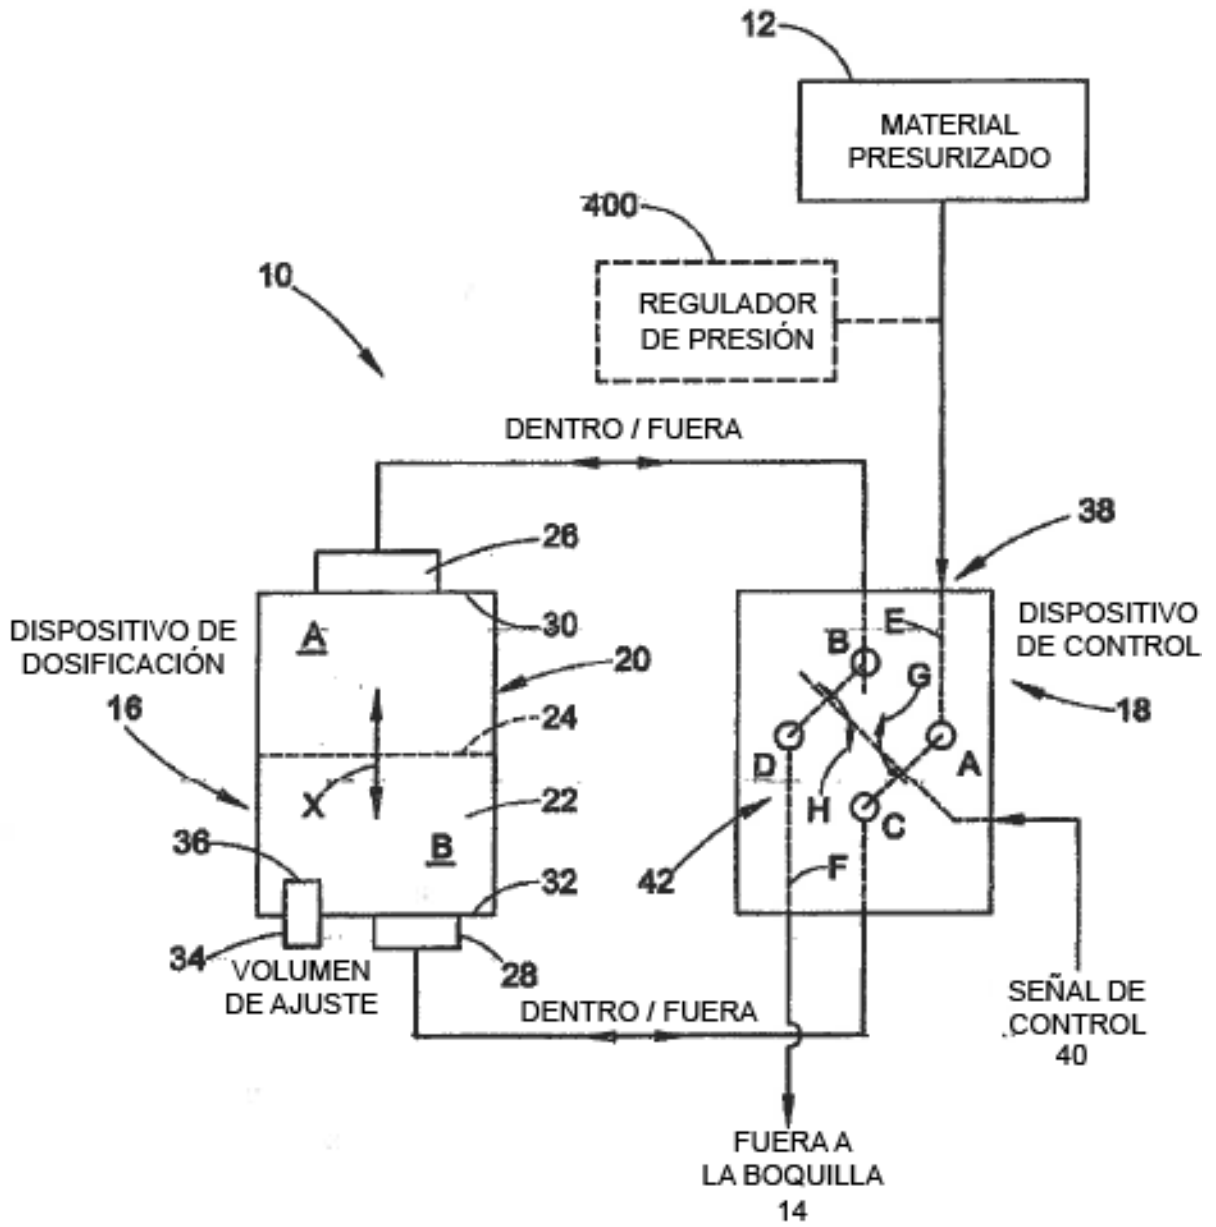 12
MATERIAL
PRESURIZADO
400
REGULADOR
DE PRESIÓN
10
DENTRO / FUERA
38
26
A
30
DISPOSITIVO DE
DOSIFICACIÓN
20
16
24
X
22
B
36
32
34
28
VOLUMEN
DE AJUSTE
E
B
G
DISPOSITIVO
DE CONTROL
18
D
A
H
C
42
F
DENTRO / FUERA
SEÑAL DE
CONTROL
40
FUERA A
LA BOQUILLA
14